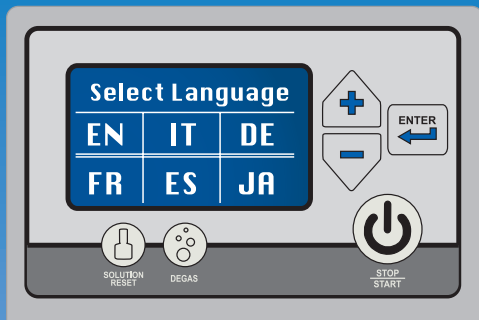 Select Language
EN IT DE
FR ES JA
+
ENTER
-
SOLUTION
RESET
DEGAS
STOP
START